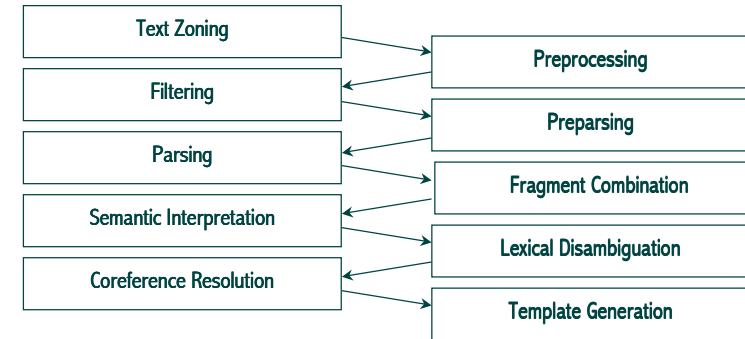 Text Zoning
Preprocessing
Filtering
Preparsing
Parsing
Fragment Combination
Semantic Interpretation
Lexical Disambiguation
Coreference Resolution
Template Generation